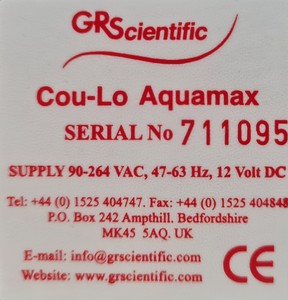 GRScientific
Cou-Lo Aquamax
SERIAL No 711095
SUPPLY 90-264 VAC, 47-63 Hz, 12 Volt DC
Tel: +44 (0) 1525 404747. Fax: +44 (0) 1525 404848
P.O. Box 242 Ampthill. Bedfordshire
MK45 5AQ. UK
E-mail: info@grscientific.com
Website: www.grscientific.com
CE